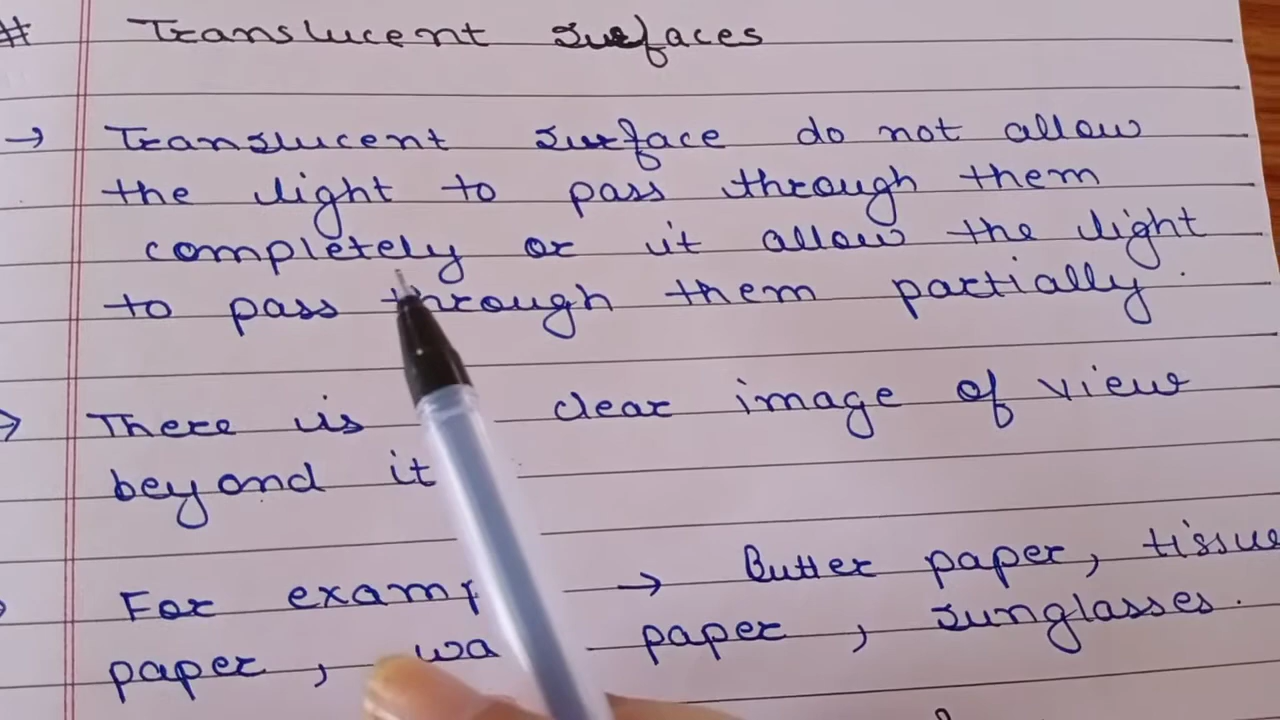 # Translucent Surfaces
→ Translucent surface do not allow
the light to pass through them
completely or it allow the light
to pass through them partially.
→ There is clear image of view
beyond it
For examp → Butter paper, tissue
paper, wa paper, sunglasses.